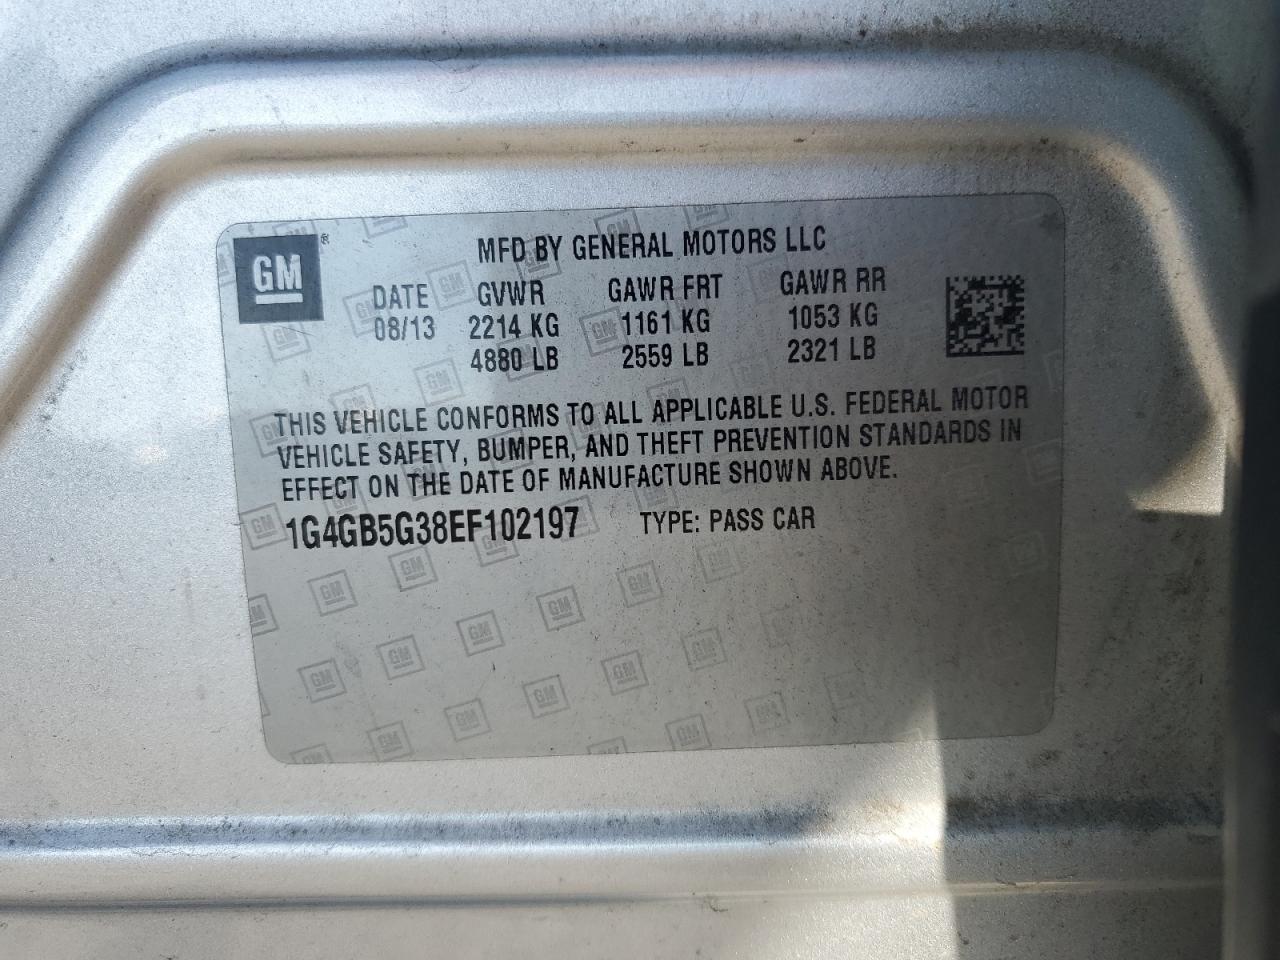 GM ®
MFD BY GENERAL MOTORS LLC
DATE GVWR GAWR FRT GAWR RR
08/13 2214 KG 1161 KG 1053 KG
4880 LB 2559 LB 2321 LB
THIS VEHICLE CONFORMS TO ALL APPLICABLE U.S. FEDERAL MOTOR
VEHICLE SAFETY, BUMPER, AND THEFT PREVENTION STANDARDS IN
EFFECT ON THE DATE OF MANUFACTURE SHOWN ABOVE.
1G4GB5G38EF102197 TYPE: PASS CAR